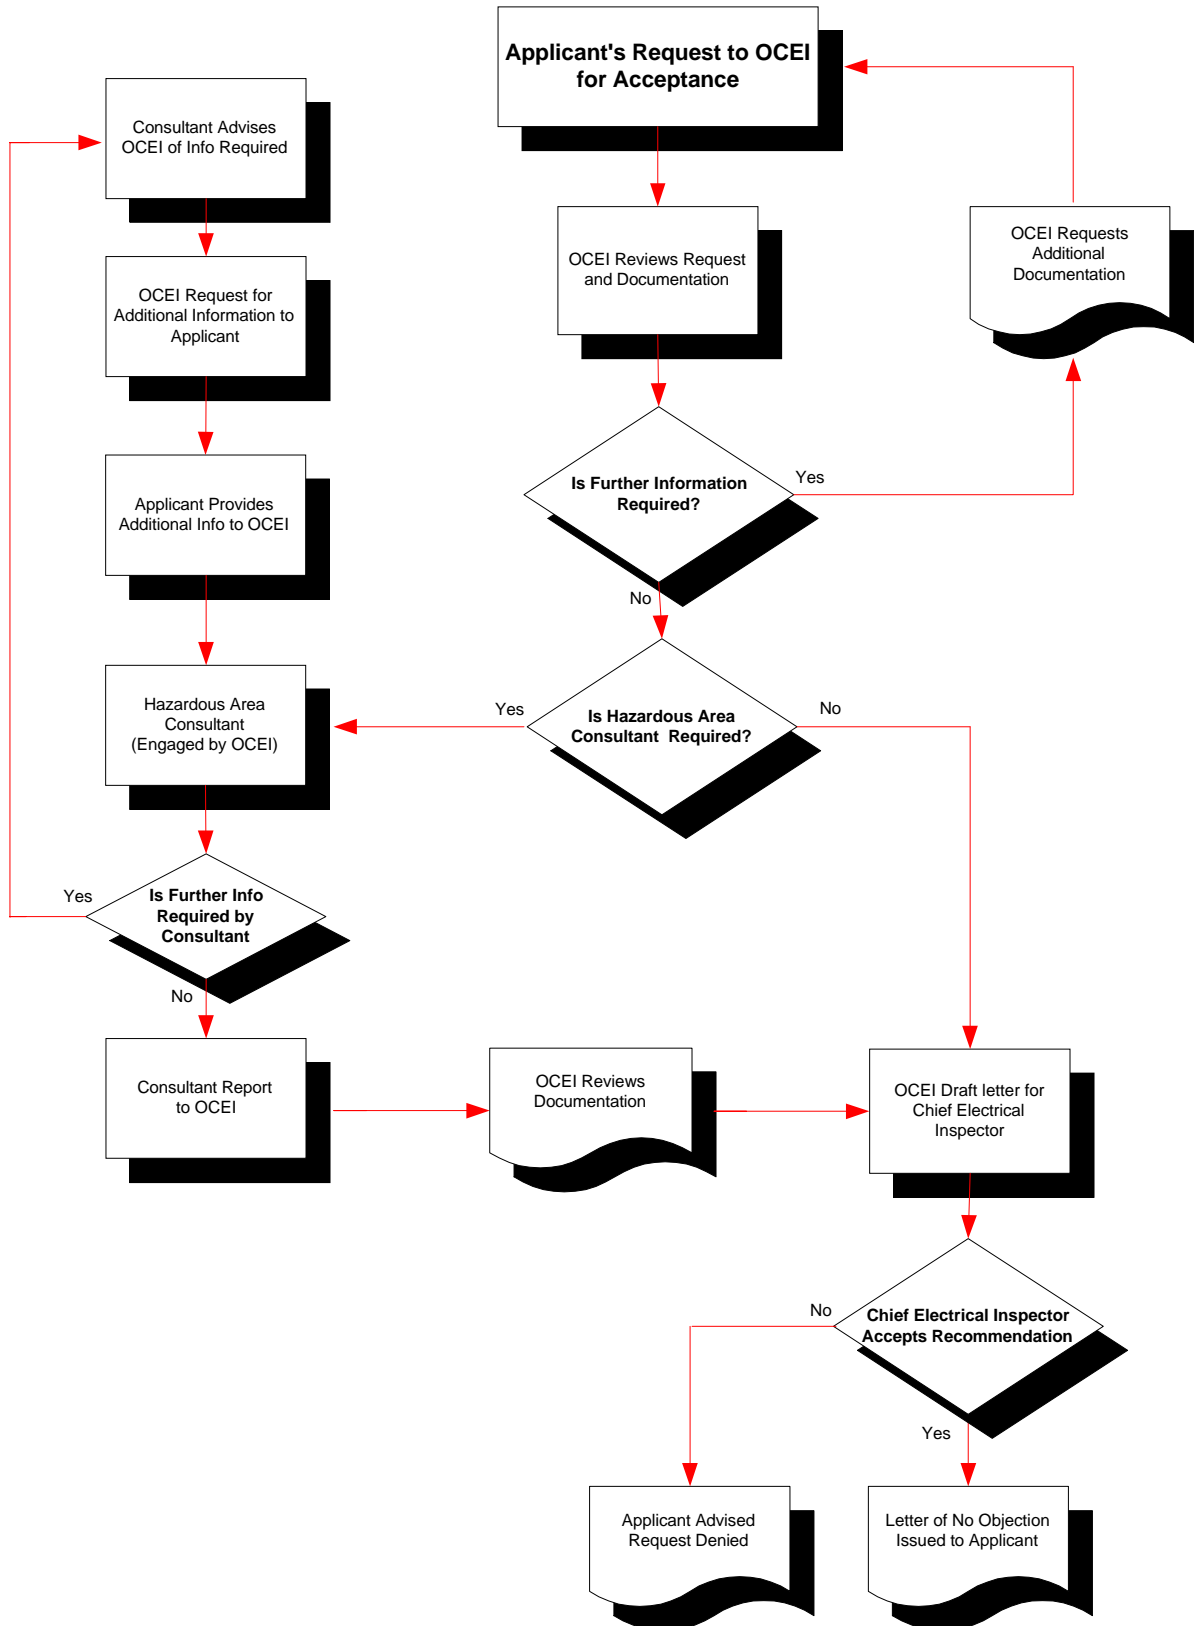 Applicant's Request to OCEI
for Acceptance
Consultant Advises
OCEI of Info Required
OCEI Reviews Request
and Documentation
OCEI Requests
Additional
Documentation
OCEI Request for
Additional Information to
Applicant
Is Further Information
Required?
Yes
No
Applicant Provides
Additional Info to OCEI
Hazardous Area
Consultant
(Engaged by OCEI)
Yes
Is Hazardous Area
Consultant Required?
No
Yes
Is Further Info
Required by
Consultant
No
Consultant Report
to OCEI
OCEI Reviews
Documentation
OCEI Draft letter for
Chief Electrical
Inspector
No
Chief Electrical Inspector
Accepts Recommendation
Yes
Applicant Advised
Request Denied
Letter of No Objection
Issued to Applicant